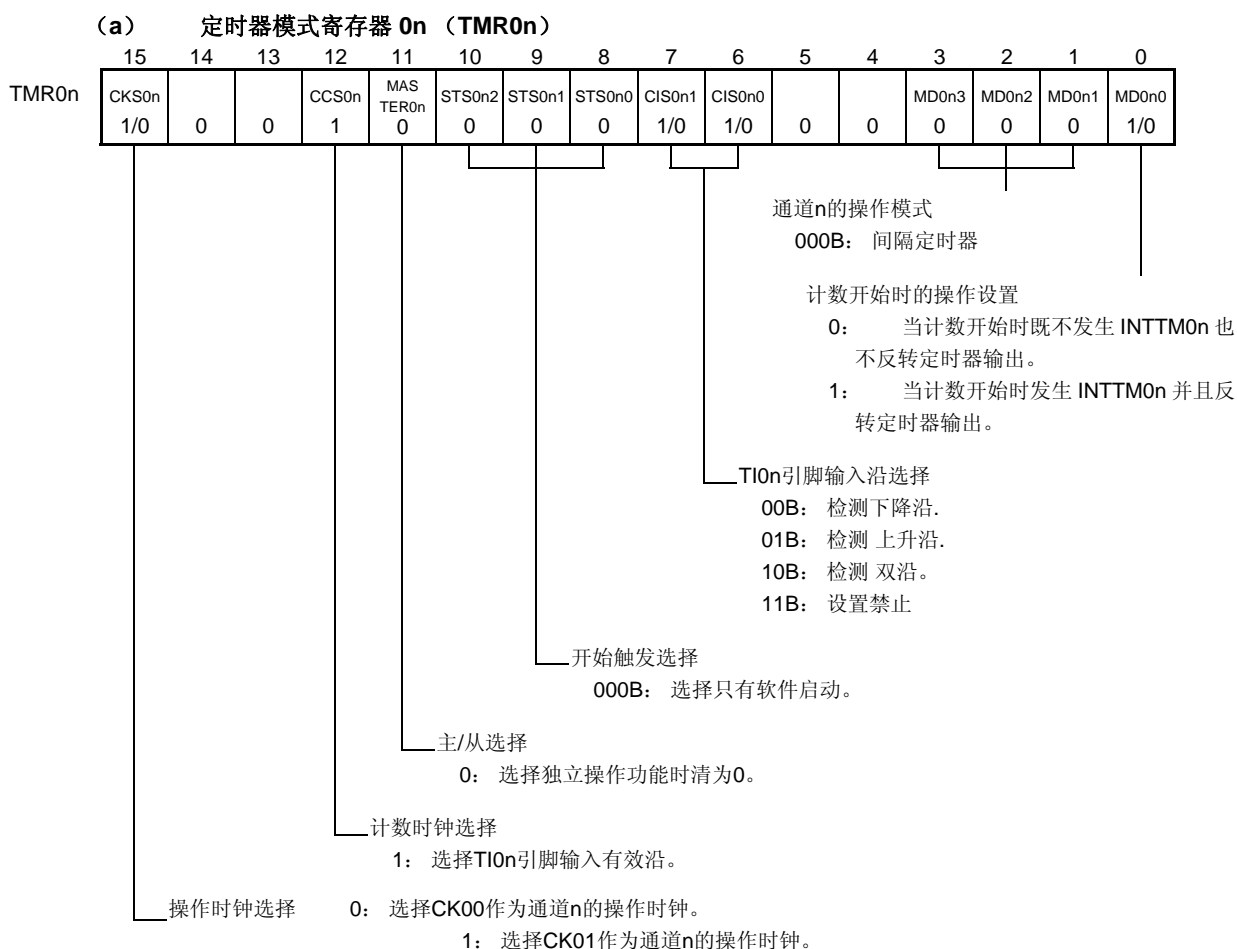 （a） 定时器模式寄存器 0n （TMR0n）
15 14 13 12 11 10 9 8 7 6 5 4 3 2 1 0
TMR0n CKS0n CCS0n MAS TER0n STS0n2 STS0n1 STS0n0 CIS0n1 CIS0n0 MD0n3 MD0n2 MD0n1 MD0n0
1/0 0 0 1 0 0 0 0 1/0 1/0 0 0 0 0 0 1/0
通道n的操作模式
000B： 间隔定时器
计数开始时的操作设置
0： 当计数开始时既不发生 INTTM0n 也
不反转定时器输出。
1： 当计数开始时发生 INTTM0n 并且反
转定时器输出。
TI0n引脚输入沿选择
00B： 检测下降沿.
01B： 检测 上升沿.
10B： 检测 双沿。
11B： 设置禁止
开始触发选择
000B： 选择只有软件启动。
主/从选择
0： 选择独立操作功能时清为0。
计数时钟选择
1： 选择TI0n引脚输入有效沿。
操作时钟选择 0： 选择CK00作为通道n的操作时钟。
1： 选择CK01作为通道n的操作时钟。